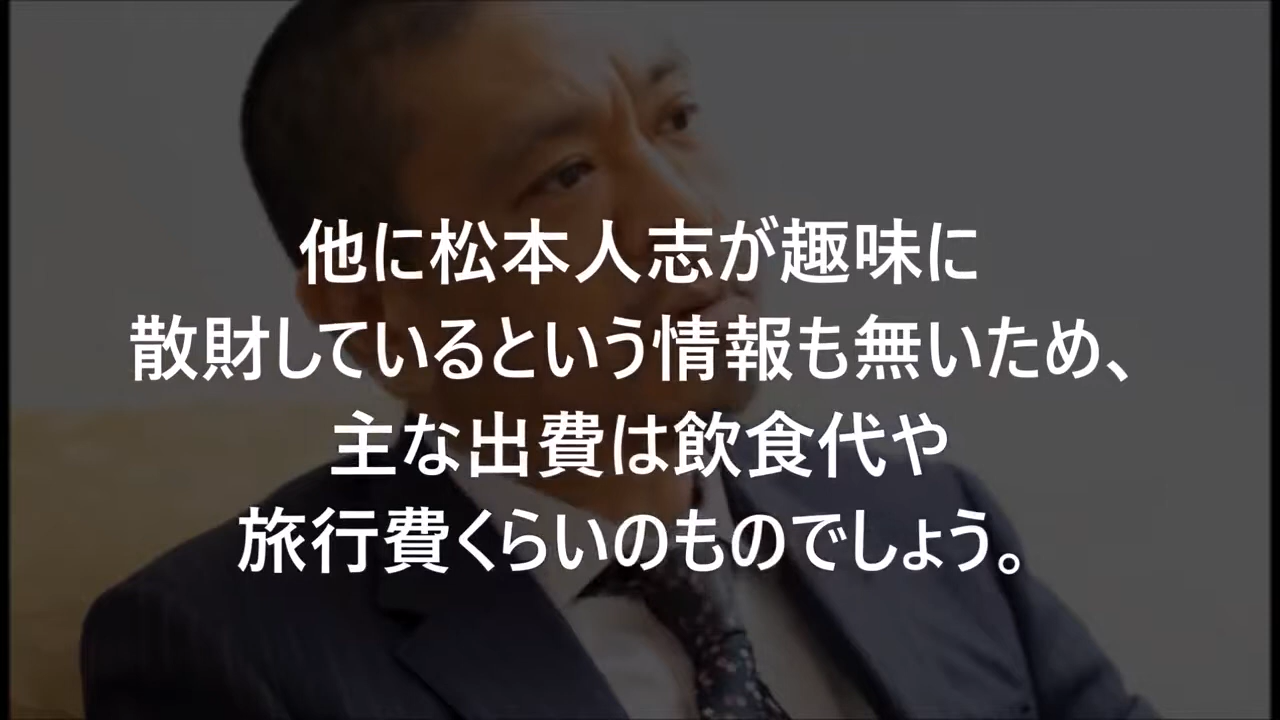 他に松本人志が趣味に
散財しているという情報も無いため、
主な出費は飲食代や
旅行費くらいのものでしょう。